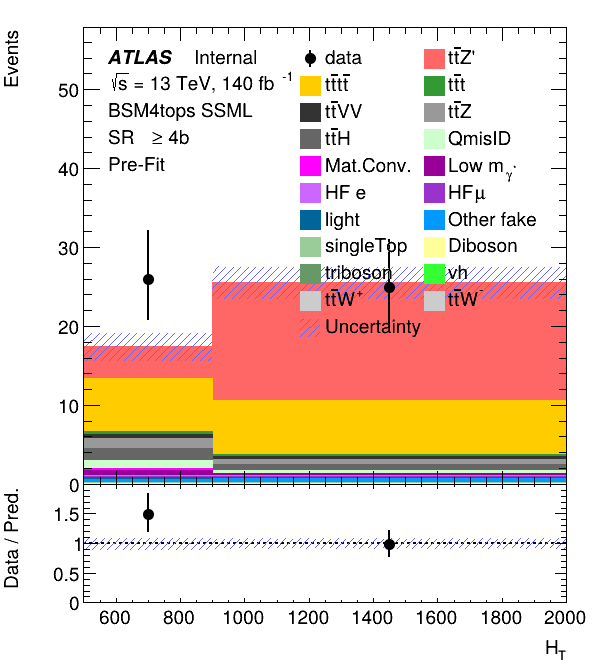 Events
ATLAS Internal
√s = 13 TeV, 140 fb⁻¹
BSM4tops SSML
SR ≥ 4b
Pre-Fit
data
tt̄Z'
tt̄tt̄
tt̄t
tt̄VV
tt̄Z
tt̄H
QmisID
Mat.Conv.
Low m_γ*
HF e
HFμ
light
Other fake
singleTop
Diboson
triboson
vh
tt̄W⁺
tt̄W⁻
Uncertainty
50
40
30
20
10
0
Data / Pred.
1.5
1
0.5
0
600 800 1000 1200 1400 1600 1800 2000
H_T